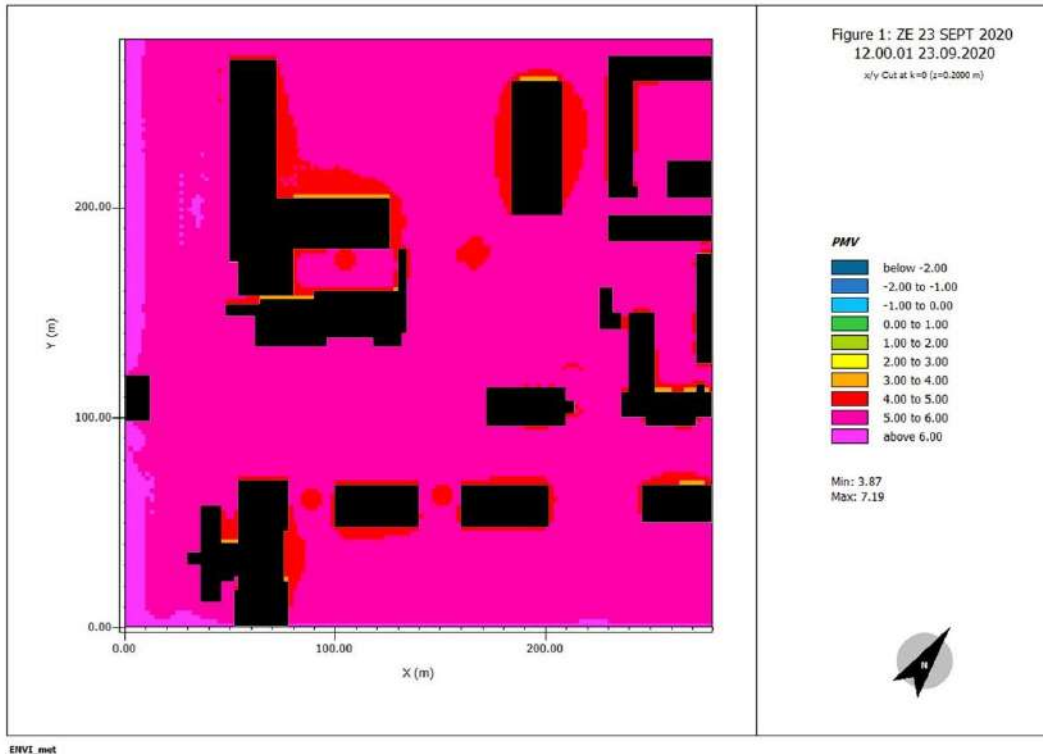 Figure 1: ZE 23 SEPT 2020
12.00.01 23.09.2020
x/y Cut at k=0 (z=0.2000 m)
200.00
100.00
0.00
Y (m)
0.00
100.00
200.00
X (m)
PMV
below -2.00
-2.00 to -1.00
-1.00 to 0.00
0.00 to 1.00
1.00 to 2.00
2.00 to 3.00
3.00 to 4.00
4.00 to 5.00
5.00 to 6.00
above 6.00
Min: 3.87
Max: 7.19
N
ENVI_met